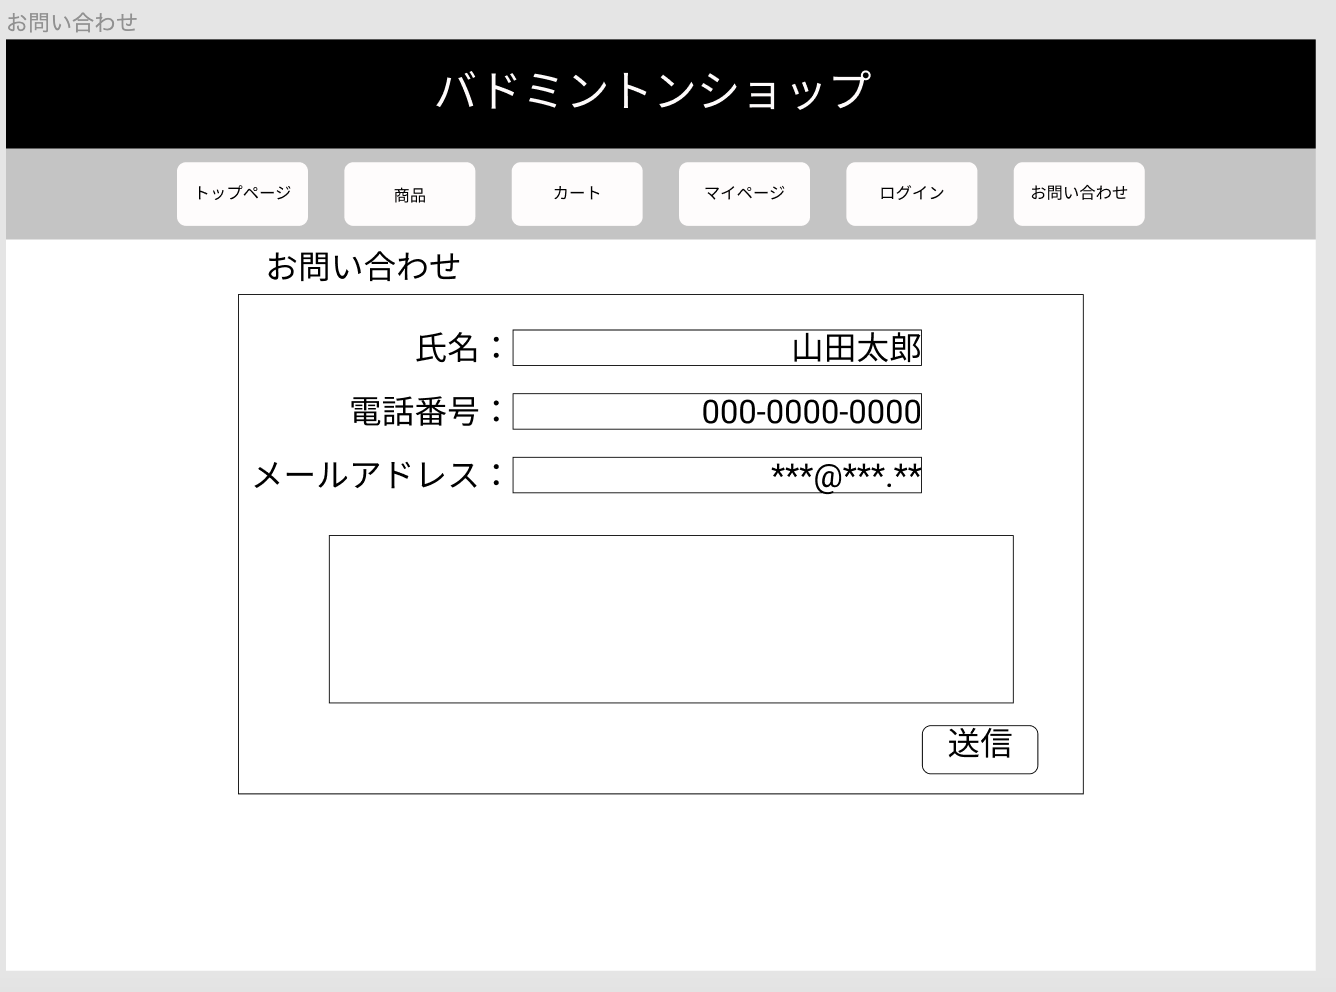 お問い合わせ
バドミントンショップ
トップページ 商品 カート マイページ ログイン お問い合わせ
お問い合わせ
氏名： 山田太郎
電話番号： 000-0000-0000
メールアドレス： ***@***.**
送信